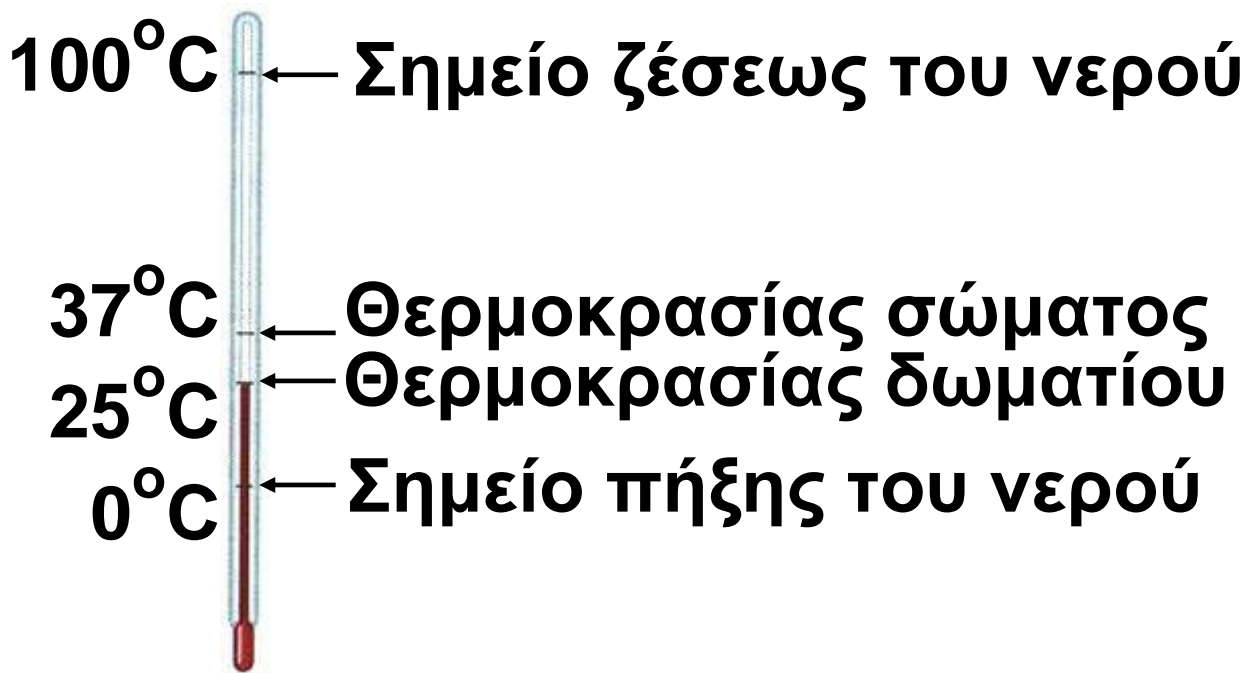 100°C Σημείο ζέσεως του νερού
37°C Θερμοκρασίας σώματος
25°C Θερμοκρασίας δωματίου
0°C Σημείο πήξης του νερού